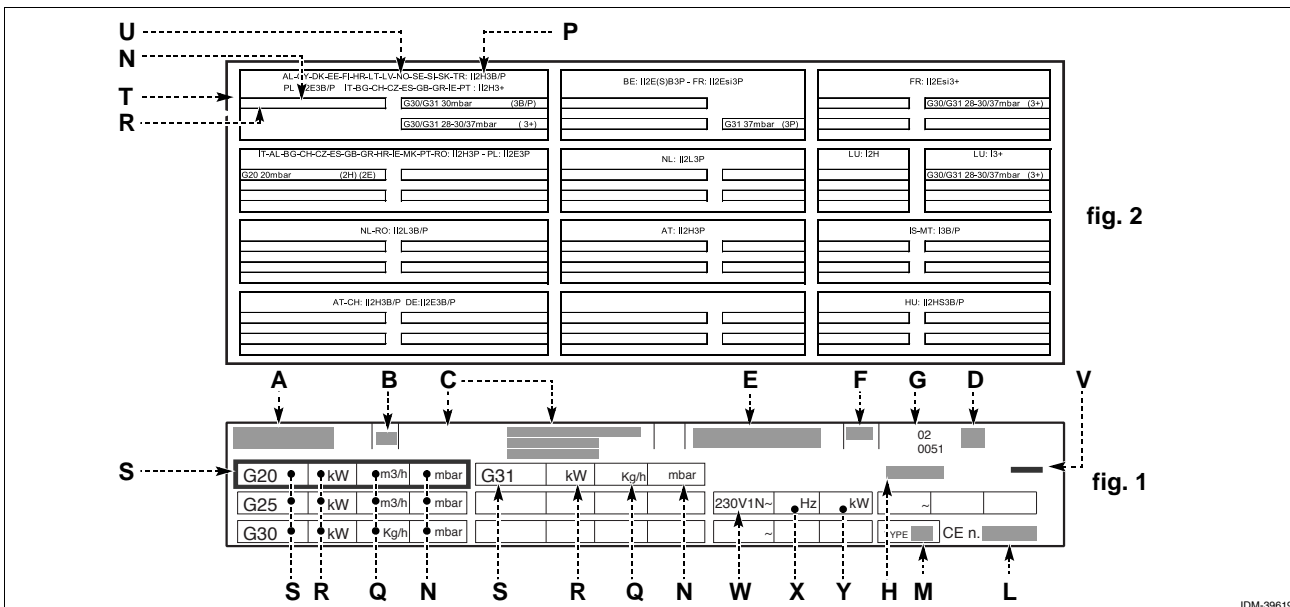 U P
N
AL-CY-DK-EE-FI-HR-LT-LV-NO-SE-SI-SK-TR: II2H3B/P
PL: II2E3B/P IT-BG-CH-CZ-ES-GB-GR-IE-PT : II2H3+
BE: II2E(S)B3P - FR: II2Esi3P
FR: II2Esi3+
T
G30/G31 30mbar (3B/P)
G30/G31 28-30/37mbar (3+)
R
G30/G31 28-30/37mbar ( 3+)
G31 37mbar (3P)
IT-AL-BG-CH-CZ-ES-GB-GR-HR-IE-MK-PT-RO: II2H3P - PL: II2E3P
NL: II2L3P
LU: I2H
LU: I3+
G20 20mbar (2H) (2E)
G30/G31 28-30/37mbar (3+)
fig. 2
NL-RO: II2L3B/P
AT: II2H3P
IS-MT: I3B/P
AT-CH: II2H3B/P DE:II2E3B/P
HU: II2HS3B/P
A B C E F G D V
02
0051
S
G20 kW m3/h mbar G31 kW Kg/h mbar
fig. 1
G25 kW m3/h mbar 230V1N~ Hz kW ~
G30 kW Kg/h mbar ~ YPE CE n.
S R Q N S R Q N W X Y H M L
IDM-39619